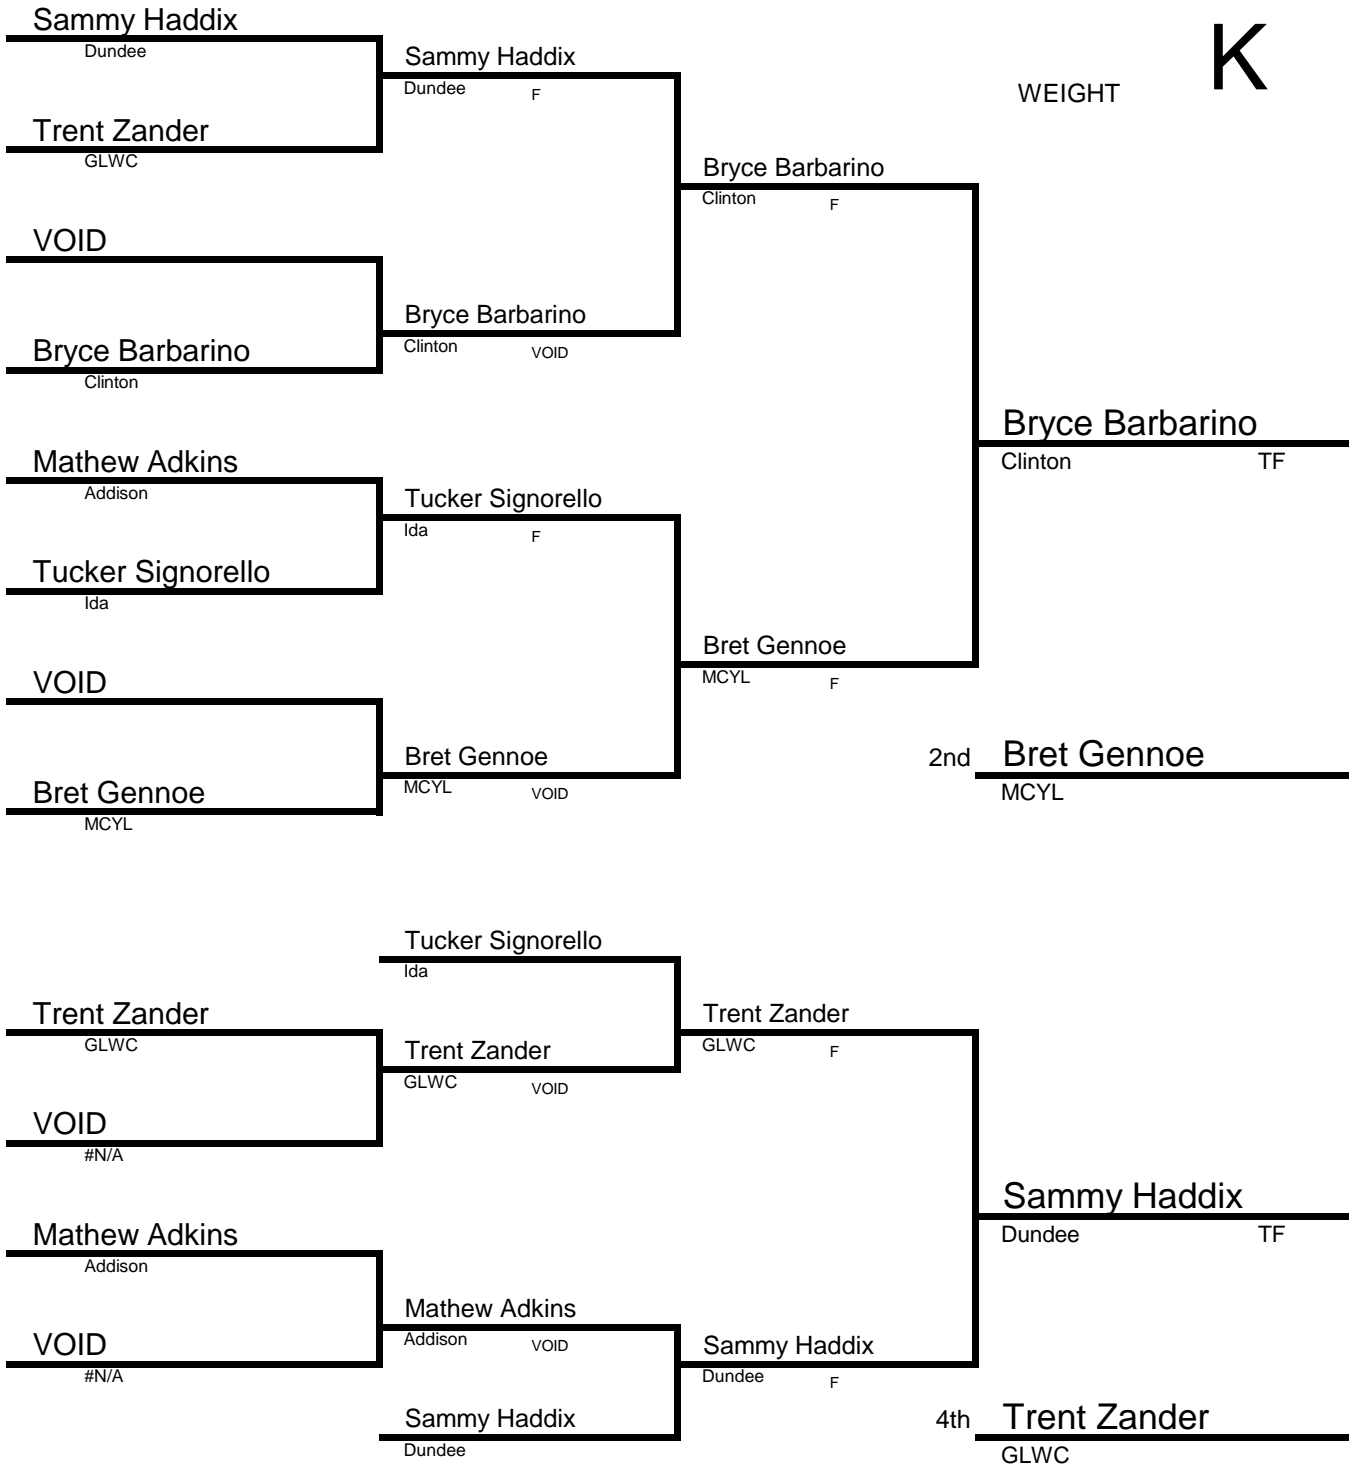 Sammy Haddix
Dundee
Sammy Haddix
Dundee F
WEIGHT K
Trent Zander
GLWC
Bryce Barbarino
Clinton F
VOID
Bryce Barbarino
Clinton VOID
Bryce Barbarino
Clinton
Bryce Barbarino
Clinton TF
Mathew Adkins
Addison
Tucker Signorello
Ida F
Tucker Signorello
Ida
Bret Gennoe
MCYL F
VOID
Bret Gennoe
MCYL VOID
2nd Bret Gennoe
MCYL
Bret Gennoe
MCYL
Tucker Signorello
Ida
Trent Zander
GLWC
Trent Zander
GLWC F
Trent Zander
GLWC VOID
VOID
#N/A
Sammy Haddix
Dundee TF
Mathew Adkins
Addison
Mathew Adkins
Addison VOID
VOID
#N/A
Sammy Haddix
Dundee F
Sammy Haddix
Dundee
4th Trent Zander
GLWC